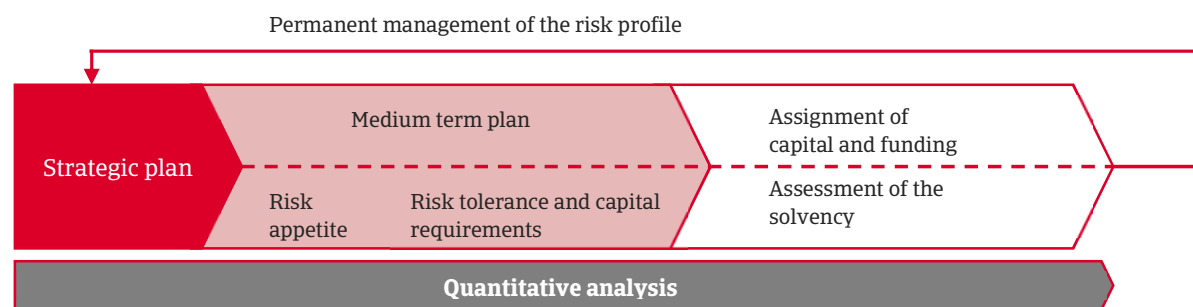 Permanent management of the risk profile
Strategic plan
Medium term plan
Risk
appetite
Risk tolerance and capital
requirements
Assignment of
capital and funding
Assessment of the
solvency
Quantitative analysis